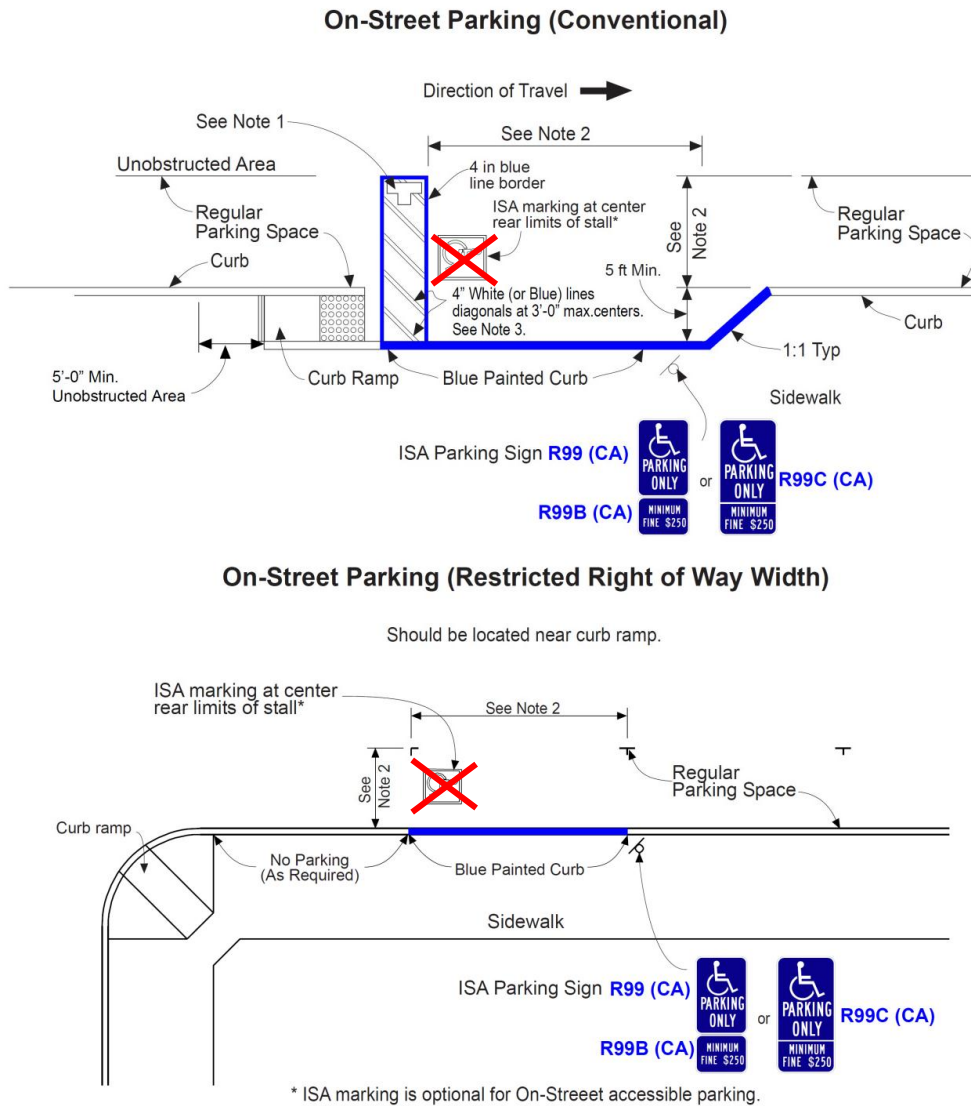 On-Street Parking (Conventional)
Direction of Travel
See Note 1
See Note 2
Unobstructed Area
4 in blue
line border
ISA marking at center
rear limits of stall*
Regular
Parking Space
See
Note 2
Regular
Parking Space
Curb
5 ft Min.
4” White (or Blue) lines
diagonals at 3’-0” max.centers.
See Note 3.
Curb
1:1 Typ
5’-0” Min.
Unobstructed Area
Curb Ramp
Blue Painted Curb
Sidewalk
ISA Parking Sign R99 (CA)
PARKING
ONLY
R99B (CA)
MINIMUM
FINE $250
or
PARKING
ONLY
MINIMUM
FINE $250
R99C (CA)
On-Street Parking (Restricted Right of Way Width)
Should be located near curb ramp.
ISA marking at center
rear limits of stall*
See Note 2
See
Note 2
Regular
Parking Space
Curb ramp
No Parking
(As Required)
Blue Painted Curb
Sidewalk
ISA Parking Sign R99 (CA)
PARKING
ONLY
R99B (CA)
MINIMUM
FINE $250
or
PARKING
ONLY
MINIMUM
FINE $250
R99C (CA)
* ISA marking is optional for On-Streeet accessible parking.